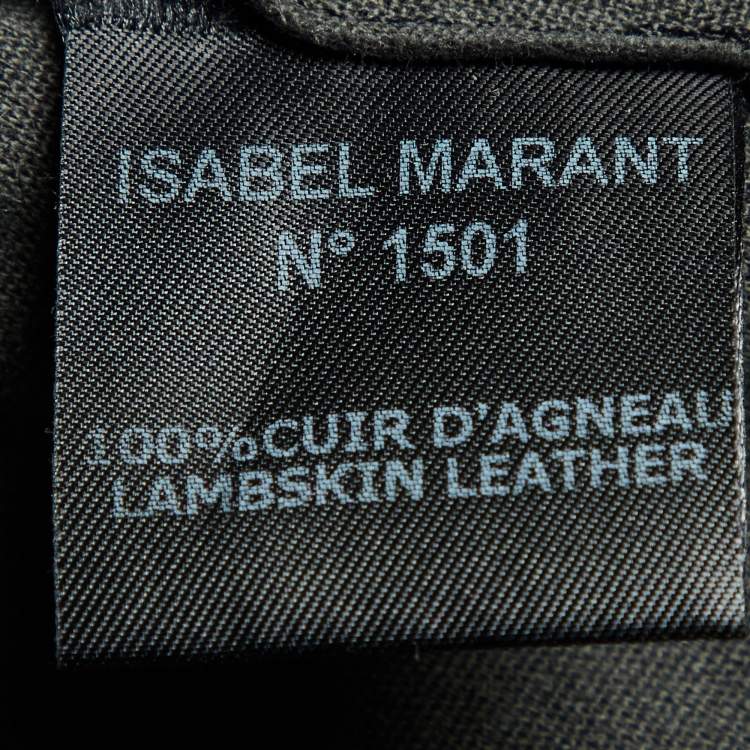 ISABEL MARANT
N° 1501
100%CUIR D'AGNEAU
LAMBSKIN LEATHER